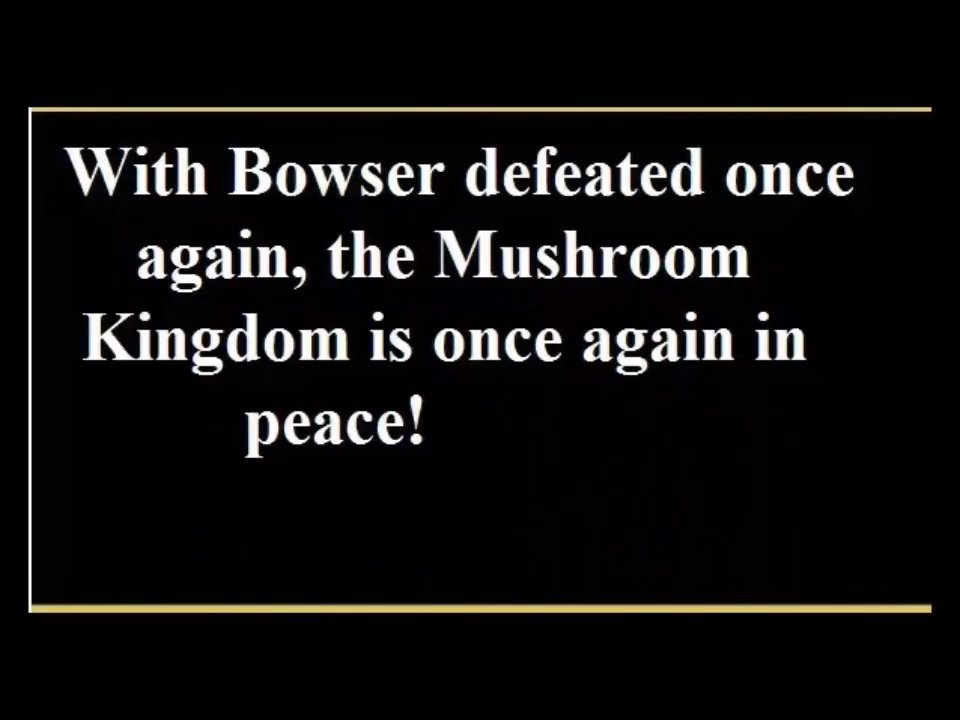 With Bowser defeated once
again, the Mushroom
Kingdom is once again in
peace!